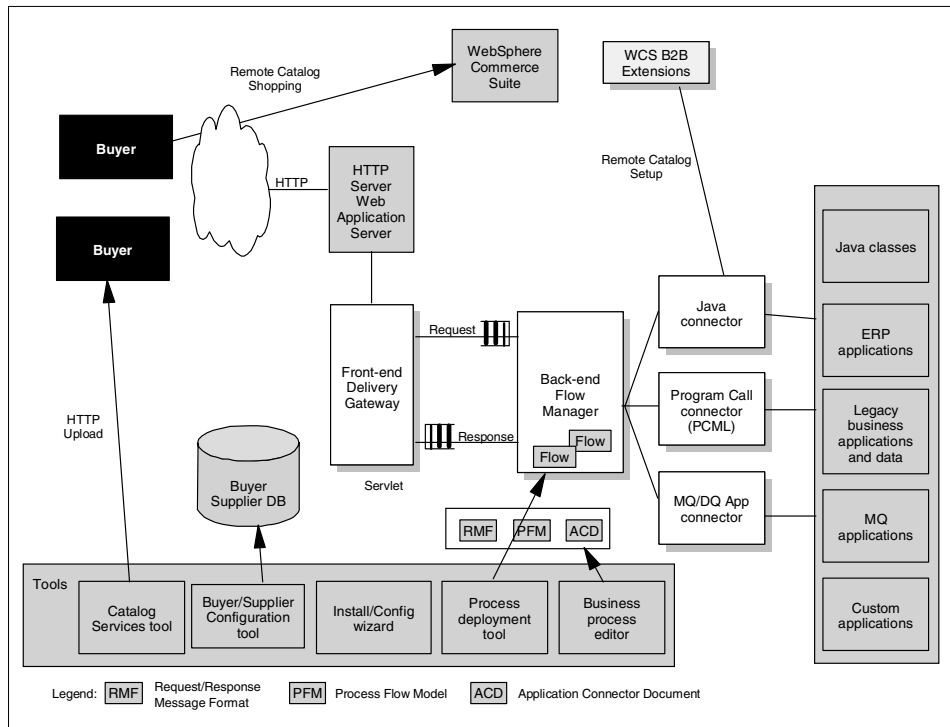 WebSphere
Commerce
Suite
WCS B2B
Extensions
Remote Catalog
Shopping
Buyer
HTTP
HTTP
Server
Web
Application
Server
Remote Catalog
Setup
Buyer
Java classes
Java
connector
ERP
applications
Front-end
Delivery
Gateway
Request
Response
Servlet
Back-end
Flow
Manager
Flow
Flow
Program Call
connector
(PCML)
Legacy
business
applications
and data
HTTP
Upload
Buyer
Supplier DB
MQ/DQ App
connector
MQ applications
RMF
PFM
ACD
Tools
Catalog
Services tool
Buyer/Supplier
Configuration
tool
Install/Config
wizard
Process
deployment
tool
Business
process
editor
Custom
applications
Legend:
RMF
Request/Response
Message Format
PFM
Process Flow Model
ACD
Application Connector Document